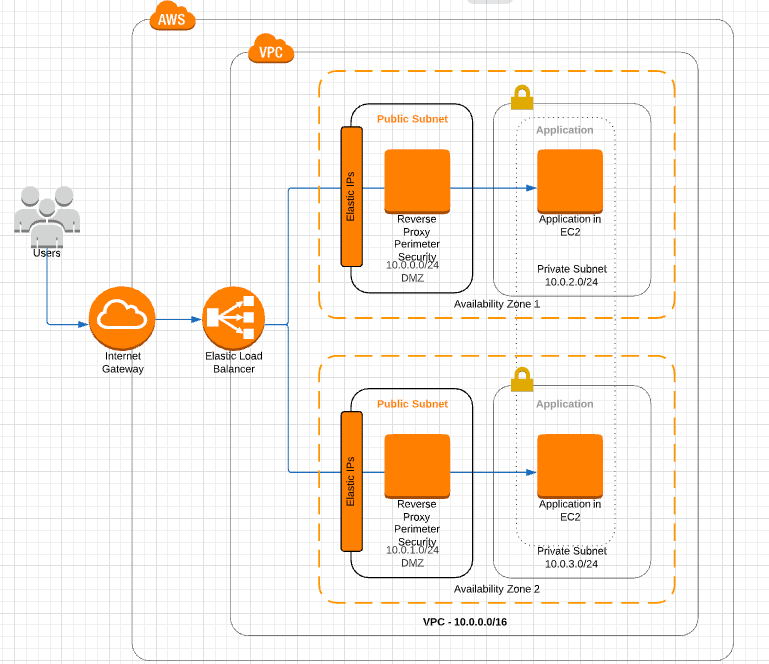 AWS
VPC
Public Subnet
Application
Elastic IPs
Reverse
Proxy
Perimeter
Security
10.0.0.0/24
DMZ
Application in
EC2
Private Subnet
10.0.2.0/24
Availability Zone 1
Users
Internet
Gateway
Elastic Load
Balancer
Public Subnet
Application
Elastic IPs
Reverse
Proxy
Perimeter
Security
10.0.1.0/24
DMZ
Application in
EC2
Private Subnet
10.0.3.0/24
Availability Zone 2
VPC - 10.0.0.0/16